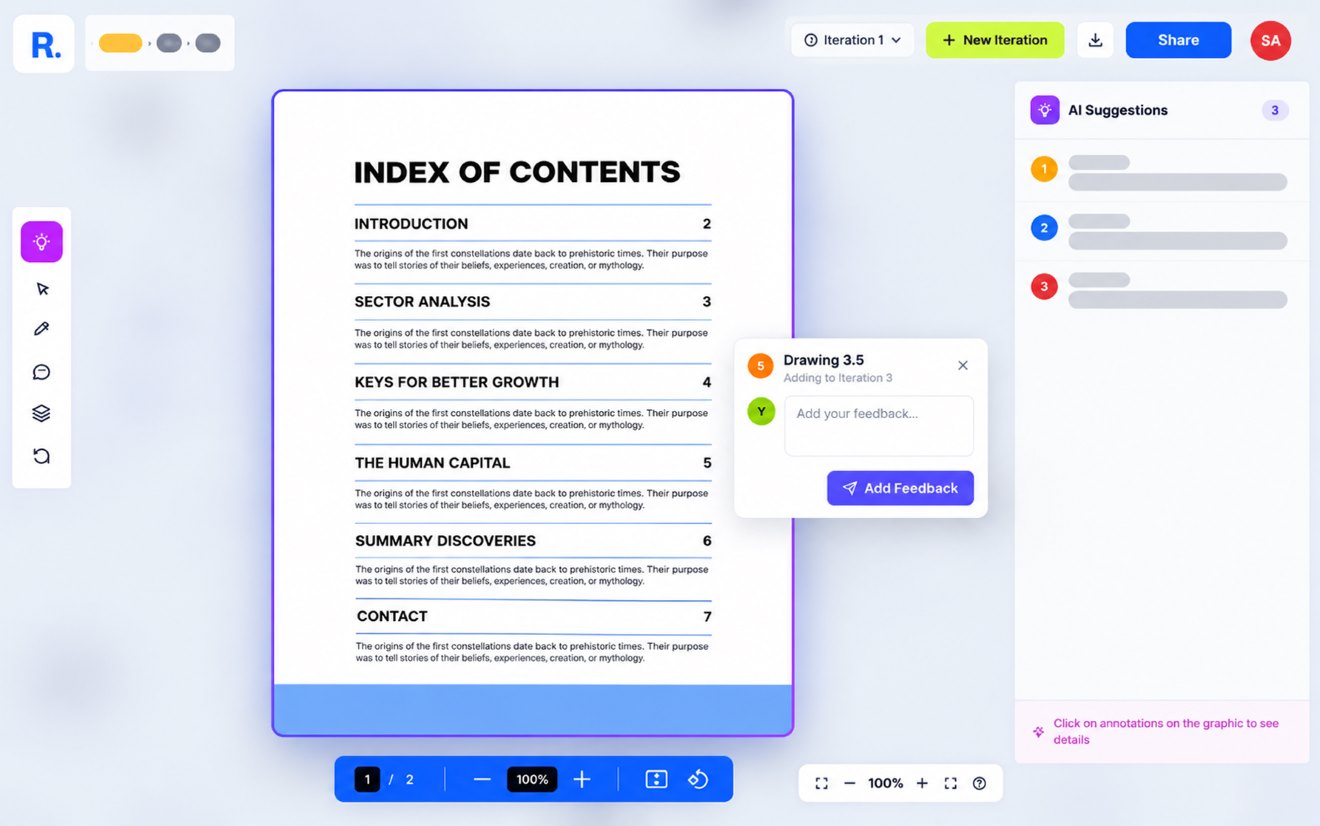 R.
Iteration 1
+ New Iteration
Share
SA
INDEX OF CONTENTS
INTRODUCTION 2
The origins of the first constellations date back to prehistoric times. Their purpose
was to tell stories of their beliefs, experiences, creation, or mythology.
SECTOR ANALYSIS 3
The origins of the first constellations date back to prehistoric times. Their purpose
was to tell stories of their beliefs, experiences, creation, or mythology.
KEYS FOR BETTER GROWTH 4
The origins of the first constellations date back to prehistoric times. Their purpose
was to tell stories of their beliefs, experiences, creation, or mythology.
THE HUMAN CAPITAL 5
The origins of the first constellations date back to prehistoric times. Their purpose
was to tell stories of their beliefs, experiences, creation, or mythology.
SUMMARY DISCOVERIES 6
The origins of the first constellations date back to prehistoric times. Their purpose
was to tell stories of their beliefs, experiences, creation, or mythology.
CONTACT 7
The origins of the first constellations date back to prehistoric times. Their purpose
was to tell stories of their beliefs, experiences, creation, or mythology.
5 Drawing 3.5
Adding to Iteration 3
Y Add your feedback...
Add Feedback
AI Suggestions 3
1
2
3
Click on annotations on the graphic to see
details
1 / 2 — 100% +
— 100% + ?